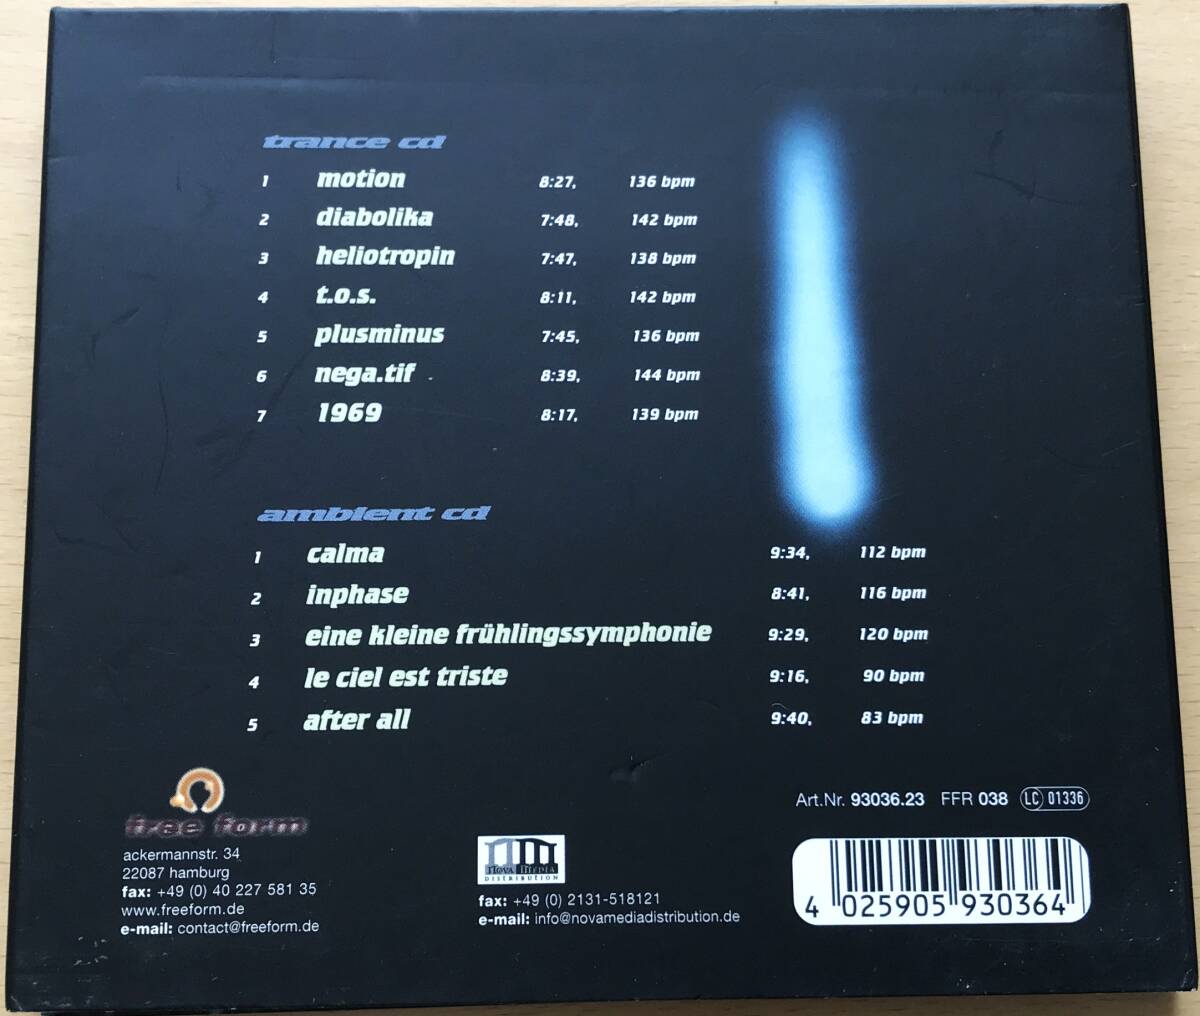 trance cd
1 motion 8:27, 136 bpm
2 diabolika 7:48, 142 bpm
3 heliotropin 7:47, 138 bpm
4 t.o.s. 8:11, 142 bpm
5 plusminus 7:45, 136 bpm
6 nega.tif 8:39, 144 bpm
7 1969 8:17, 139 bpm
ambient cd
1 calma 9:34, 112 bpm
2 inphase 8:41, 116 bpm
3 eine kleine frühlingssymphonie 9:29, 120 bpm
4 le ciel est triste 9:16, 90 bpm
5 after all 9:40, 83 bpm
free form
ackermannstr. 34
22087 hamburg
fax: +49 (0) 40 227 581 35
www.freeform.de
e-mail: contact@freeform.de
NOVA MEDIA
DISTRIBUTION
fax: +49 (0) 2131-518121
e-mail: info@novamediadistribution.de
Art.Nr. 93036.23 FFR 038 LC 01336
4 025905 930364